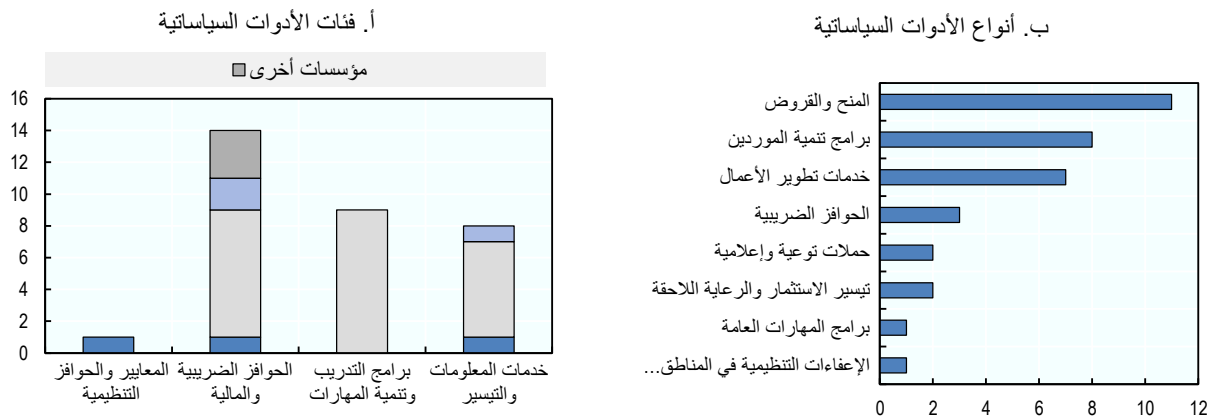 أ. فئات الأدوات السياساتية
مؤسسات أخرى
16
14
12
10
8
6
4
2
0
المعايير والحوافز التنظيمية
الحوافز الضريبية والمالية
برامج التدريب وتنمية المهارات
خدمات المعلومات والتيسير
ب. أنواع الأدوات السياساتية
المنح والقروض
برامج تنمية الموردين
خدمات تطوير الأعمال
الحوافز الضريبية
حملات توعية وإعلامية
تيسير الاستثمار والرعاية اللاحقة
برامج المهارات العامة
الإعفاءات التنظيمية في المناطق...
0 2 4 6 8 10 12